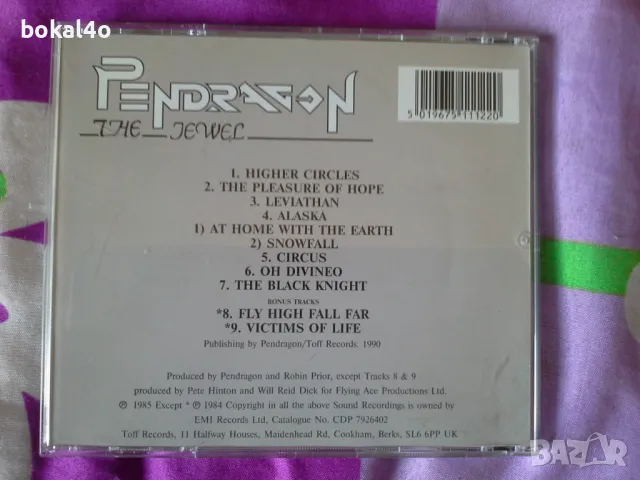 bokal4o
PENDRAGON
THE JEWEL
5 019675 111220
1. HIGHER CIRCLES
2. THE PLEASURE OF HOPE
3. LEVIATHAN
4. ALASKA
1) AT HOME WITH THE EARTH
2) SNOWFALL
5. CIRCUS
6. OH DIVINEO
7. THE BLACK KNIGHT
BONUS TRACKS
*8. FLY HIGH FALL FAR
*9. VICTIMS OF LIFE
Publishing by Pendragon/Toff Records. 1990
Produced by Pendragon and Robin Prior, except Tracks 8 & 9
produced by Pete Hinton and Will Reid Dick for Flying Ace Productions Ltd.
℗ 1985 Except * ℗ 1984 Copyright in all the above Sound Recordings is owned by
EMI Records Ltd, Catalogue No. CDP 7926402
Toff Records, 11 Halfway Houses, Maidenhead Rd, Cookham, Berks, SL6 6PP UK
bazar.bg